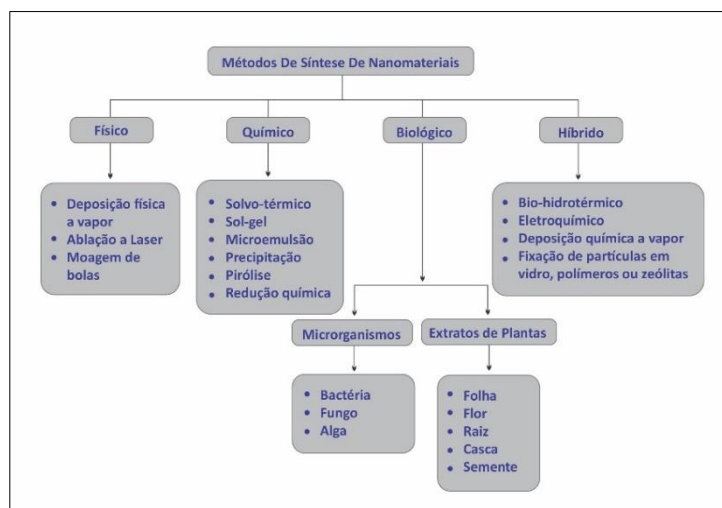 Métodos De Síntese De Nanomateriais
Físico
Químico
Biológico
Híbrido
• Deposição física
a vapor
• Ablação a Laser
• Moagem de
bolas
• Solvo-térmico
• Sol-gel
• Microemulsão
• Precipitação
• Pirólise
• Redução química
• Bio-hidrotérmico
• Eletroquímico
• Deposição química a vapor
• Fixação de partículas em
vidro, polímeros ou zeólitas
Microrganismos
Extratos de Plantas
• Bactéria
• Fungo
• Alga
• Folha
• Flor
• Raiz
• Casca
• Semente